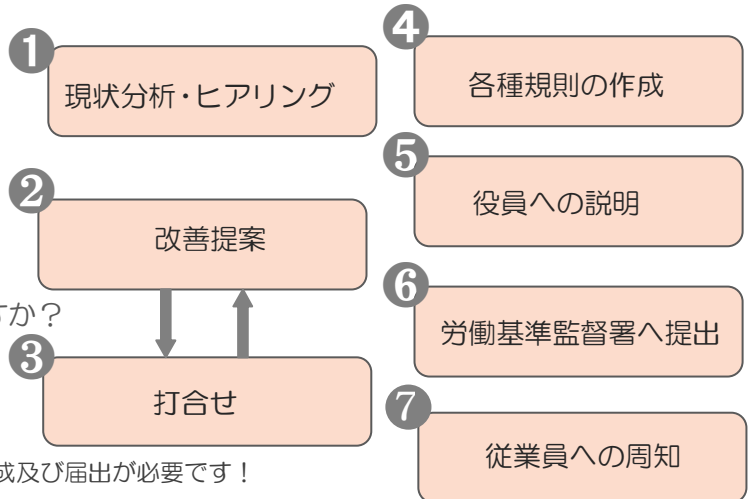 ❶
現状分析・ヒアリング
❷
改善提案
すか？
❸
打合せ
成及び届出が必要です！
❹
各種規則の作成
❺
役員への説明
❻
労働基準監督署へ提出
❼
従業員への周知